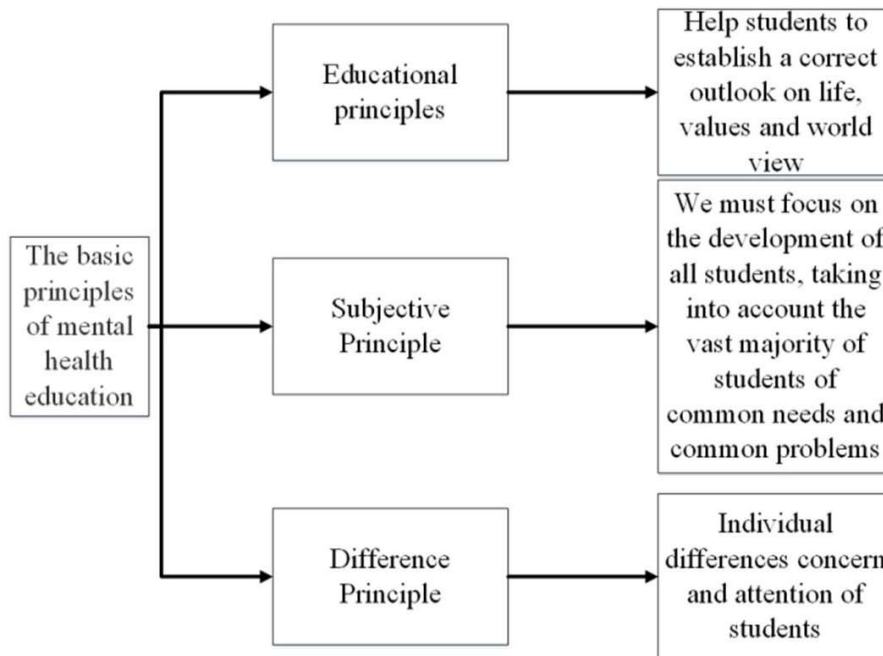 The basic
principles
of mental
health
education
Educational
principles
Help students to
establish a correct
outlook on life,
values and world
view
Subjective
Principle
We must focus on
the development of
all students, taking
into account the
vast majority of
students of
common needs and
common problems
Difference
Principle
Individual
differences concern
and attention of
students